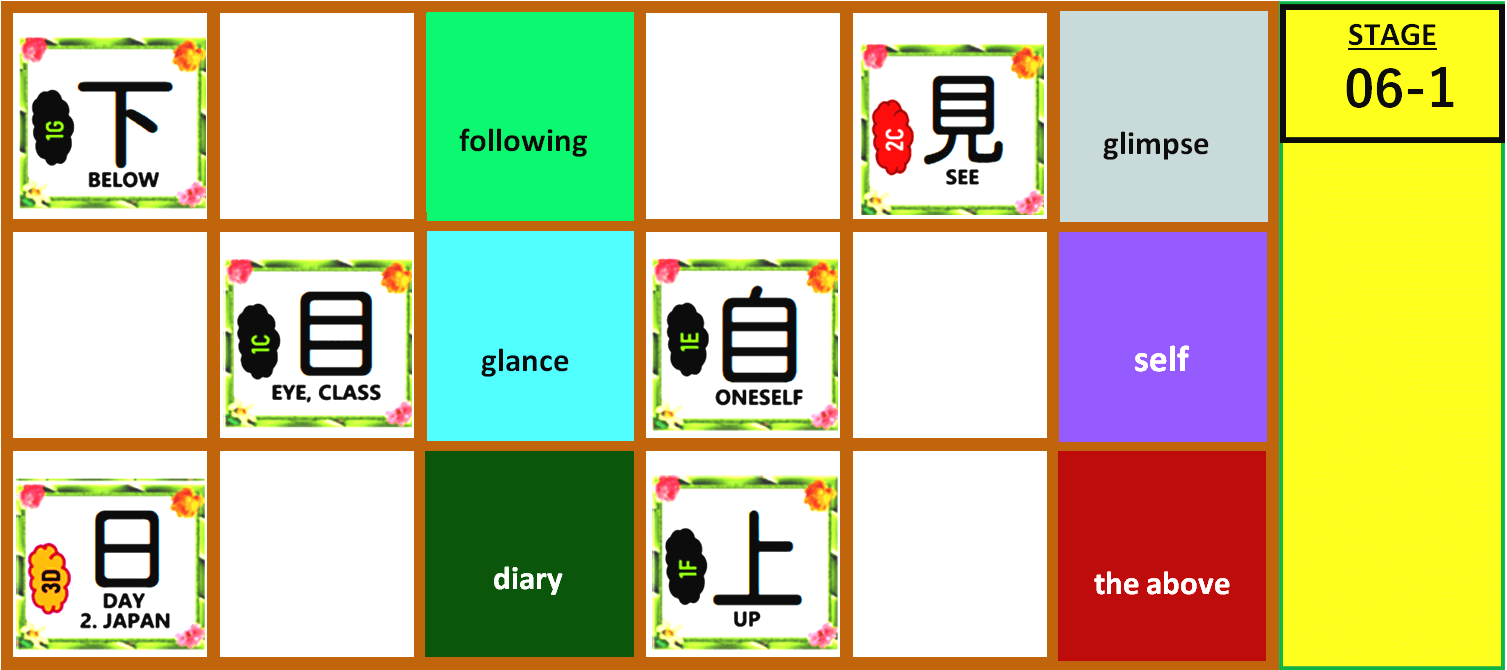 1G
下
BELOW
following
2C
見
SEE
glimpse
STAGE
06-1
1C
目
EYE, CLASS
glance
1E
自
ONESELF
self
3D
日
DAY
2. JAPAN
diary
1F
上
UP
the above